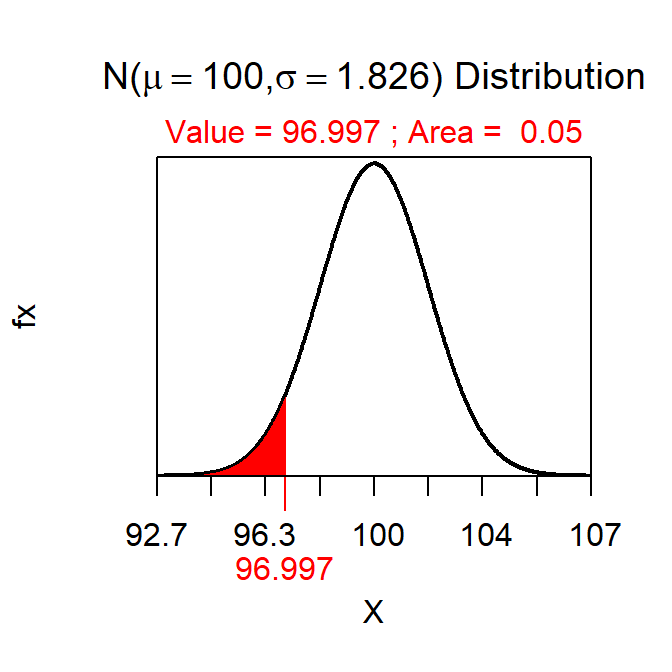 N(μ = 100,σ = 1.826) Distribution
Value = 96.997 ; Area =  0.05
fx
92.7 96.3 100 104 107
96.997
X